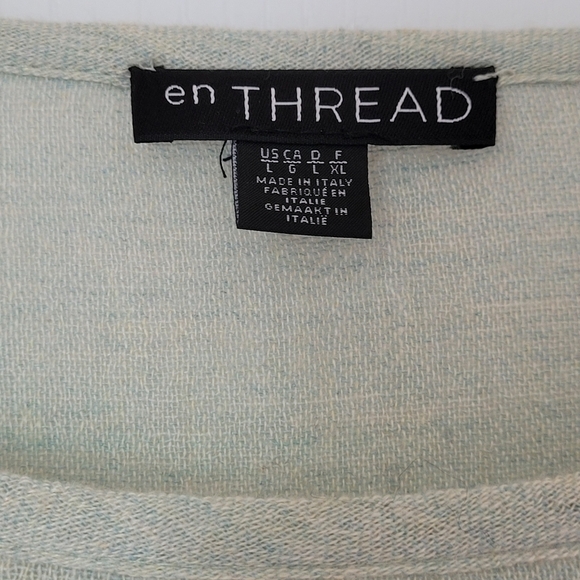 en THREAD
US CA D F
L G L XL
MADE IN ITALY
FABRIQUÉ EN
ITALIE
GEMAAKT IN
ITALIË